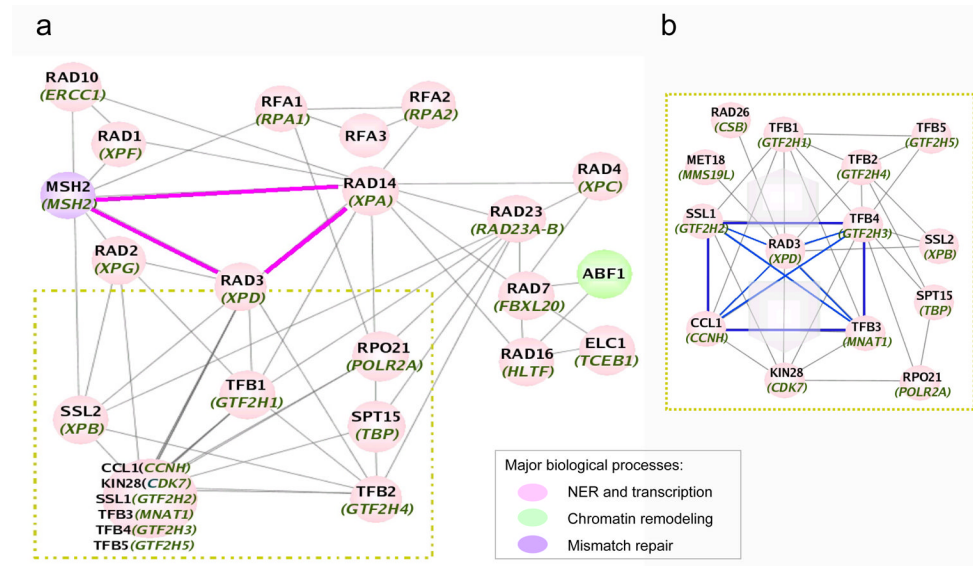 a
RAD10
(ERCC1)
RFA1
(RPA1)
RFA2
(RPA2)
RAD1
(XPF)
RFA3
MSH2
(MSH2)
RAD14
(XPA)
RAD4
(XPC)
RAD23
(RAD23A-B)
RAD2
(XPG)
RAD3
(XPD)
ABF1
RAD7
(FBXL20)
RPO21
(POLR2A)
RAD16
(HLTF)
ELC1
(TCEB1)
TFB1
(GTF2H1)
SSL2
(XPB)
SPT15
(TBP)
CCL1(CCNH)
KIN28(CDK7)
SSL1(GTF2H2)
TFB3(MNAT1)
TFB4(GTF2H3)
TFB5(GTF2H5)
TFB2
(GTF2H4)
b
RAD26
(CSB)
TFB1
(GTF2H1)
TFB5
(GTF2H5)
MET18
(MMS19L)
TFB2
(GTF2H4)
SSL1
(GTF2H2)
TFB4
(GTF2H3)
RAD3
(XPD)
SSL2
(XPB)
SPT15
(TBP)
CCL1
(CCNH)
TFB3
(MNAT1)
KIN28
(CDK7)
RPO21
(POLR2A)
Major biological processes:
NER and transcription
Chromatin remodeling
Mismatch repair